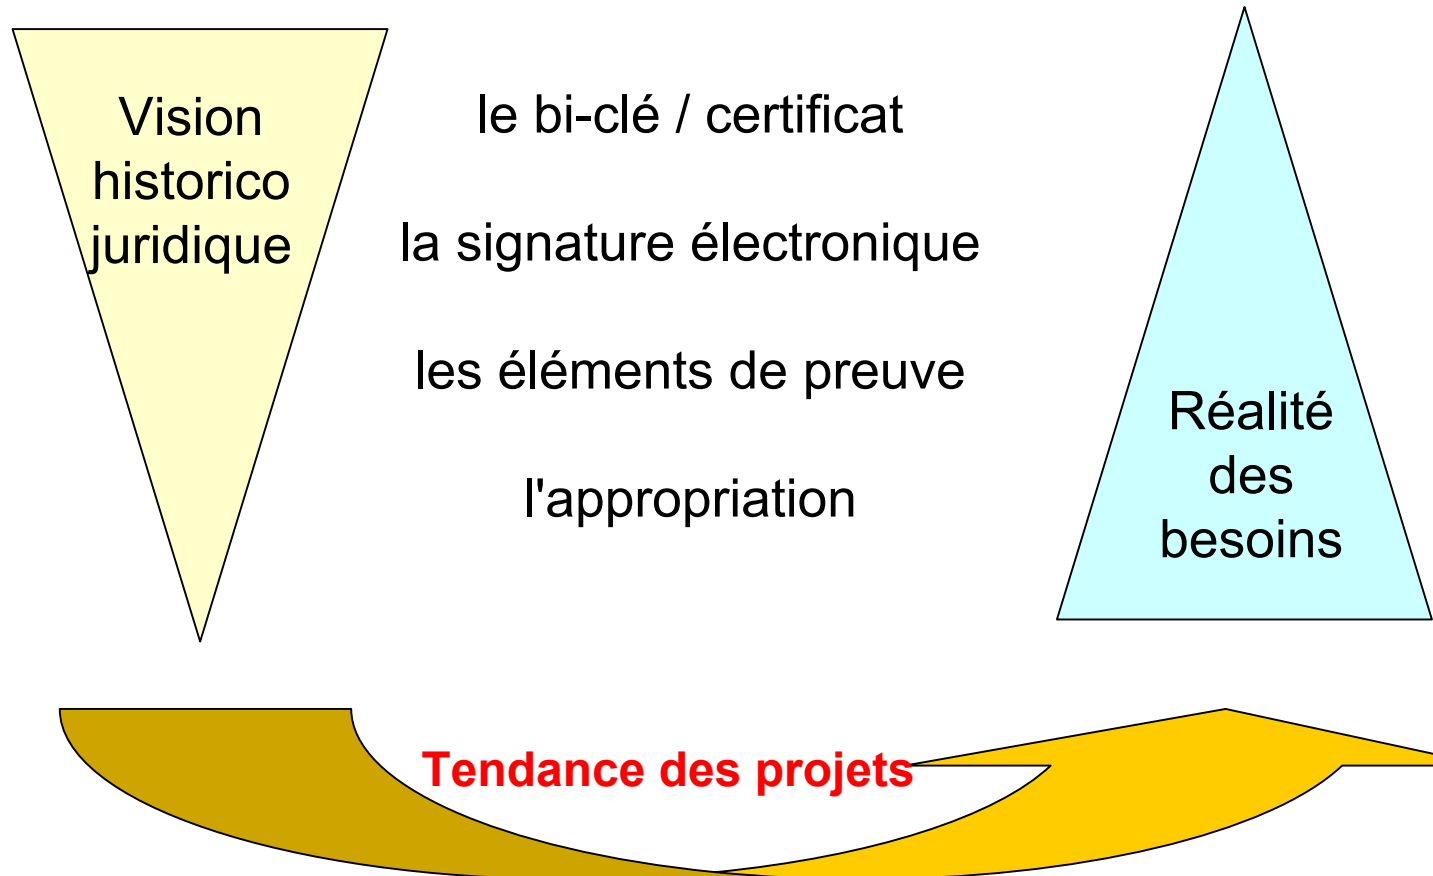 Vision
historico
juridique
le bi-clé / certificat
la signature électronique
les éléments de preuve
l'appropriation
Réalité
des
besoins
Tendance des projets